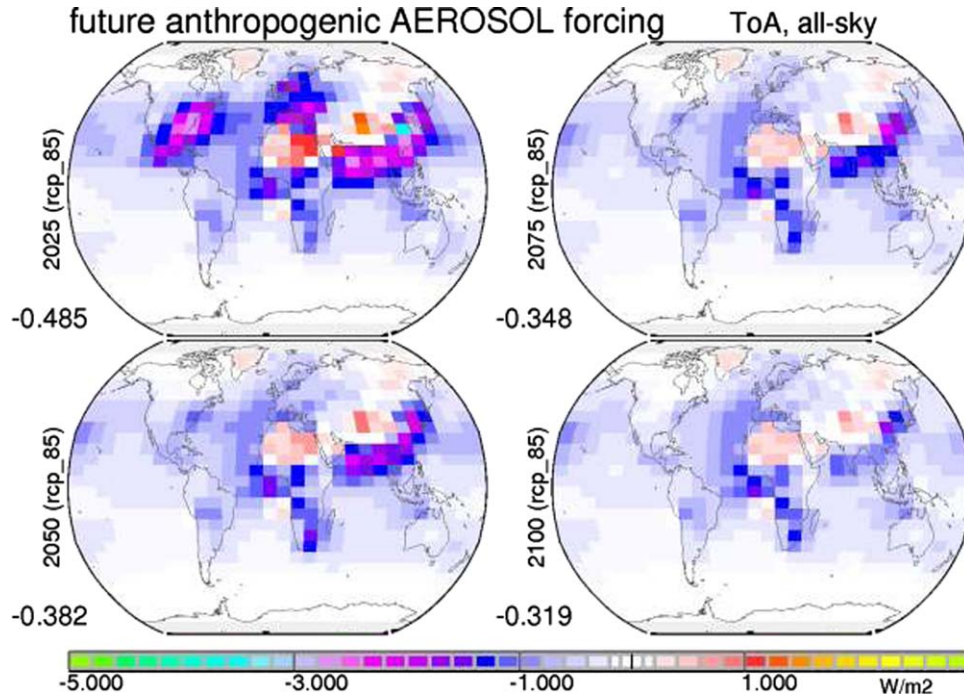 future anthropogenic AEROSOL forcing ToA, all-sky
2025 (rcp_85)
-0.485
2075 (rcp_85)
-0.348
2050 (rcp_85)
-0.382
2100 (rcp_85)
-0.319
-5.000 -3.000 -1.000 1.000 W/m2